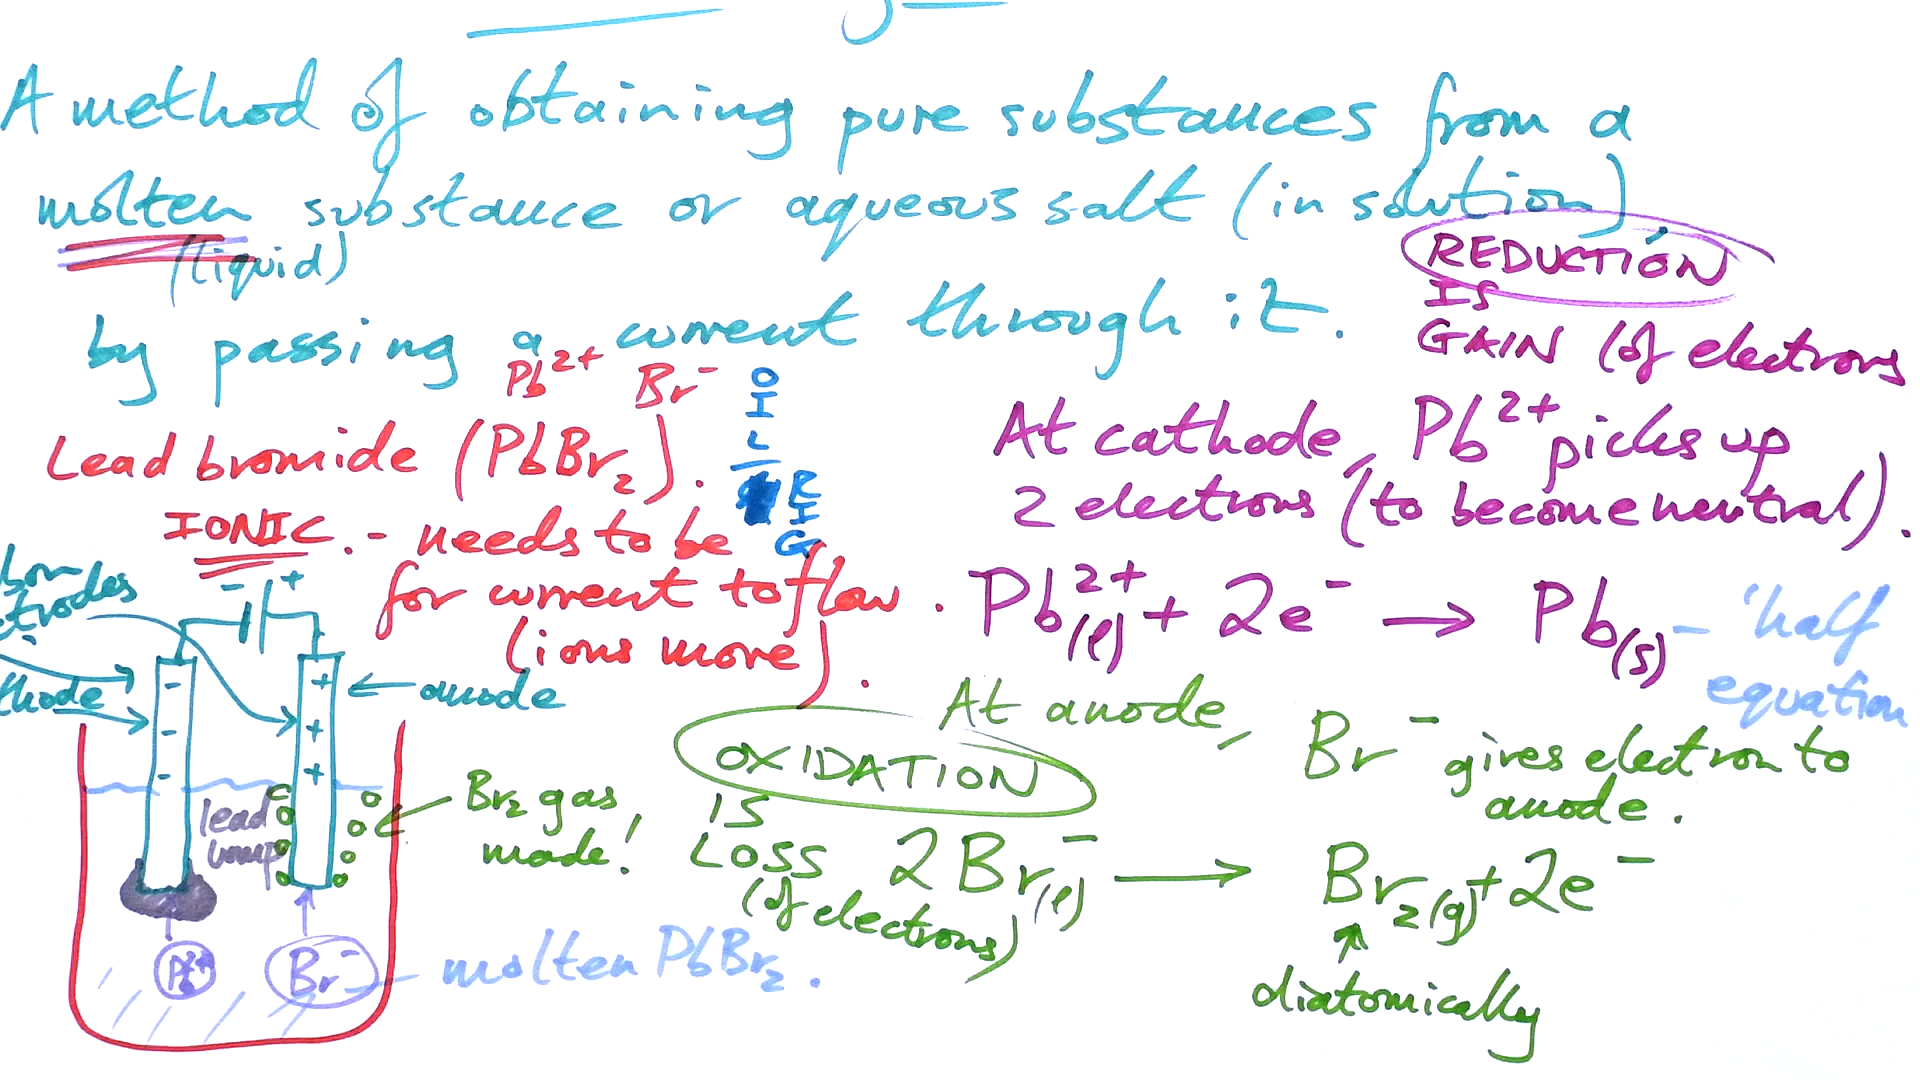 A method of obtaining pure substances from a
molten substance or aqueous salt (in solution)
(liquid)
by passing a current through it.
REDUCTION
IS
GAIN (of electrons
Pb2+ Br-
Lead bromide (PbBr2).
O
I
L
R
I
G
IONIC. - needs to be
for current to flow.
(ions move).
At cathode, Pb2+ picks up
2 electrons (to become neutral).
Pb2+(l) + 2e- → Pb(s) - 'half
equation
At anode, Br- gives electron to
anode.
OXIDATION
IS
LOSS
(of electrons)
2Br-(l) → Br2(g) + 2e-
diatomically
bon
trodes
- +
thode
anode
- - -
+ + +
Br2 gas
made!
lead
Pb2+
Br-
molten PbBr2.